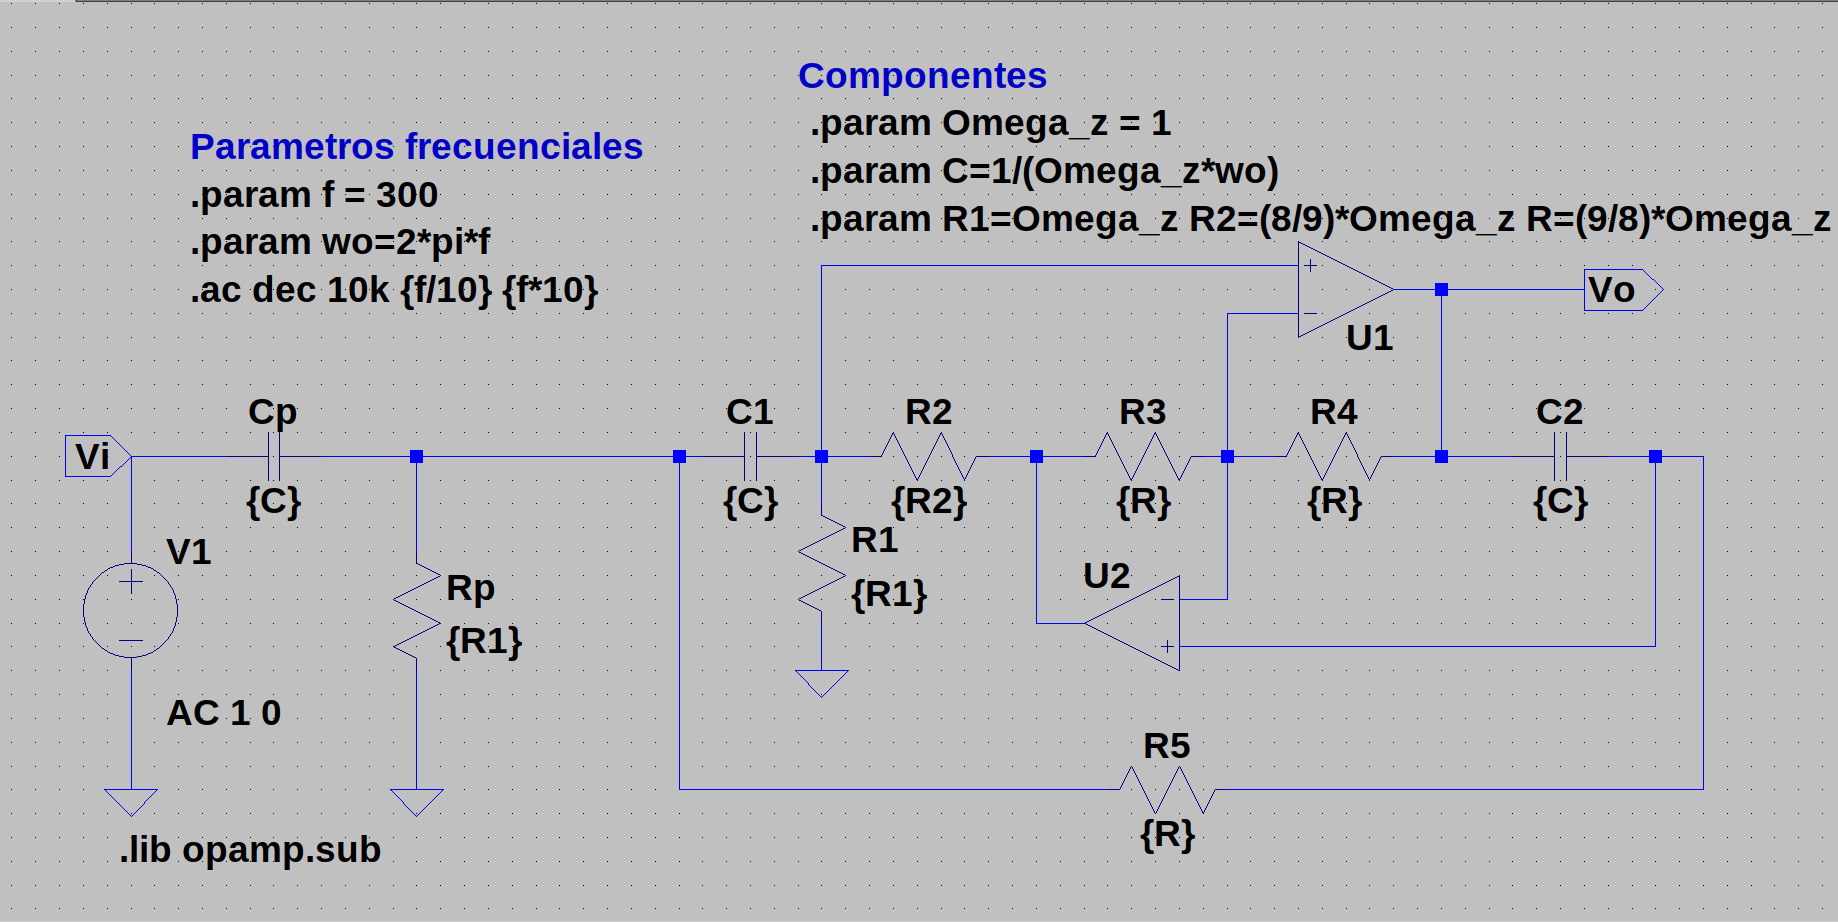 Componentes
.param Omega_z = 1
.param C=1/(Omega_z*wo)
.param R1=Omega_z R2=(8/9)*Omega_z R=(9/8)*Omega_z
Parametros frecuenciales
.param f = 300
.param wo=2*pi*f
.ac dec 10k {f/10} {f*10}
+
Vo
−
U1
Cp
C1
R2
R3
R4
C2
Vi
{C}
{C}
{R2}
{R}
{R}
{C}
R1
{R1}
V1
+
−
Rp
{R1}
U2
−
+
AC 1 0
R5
{R}
.lib opamp.sub